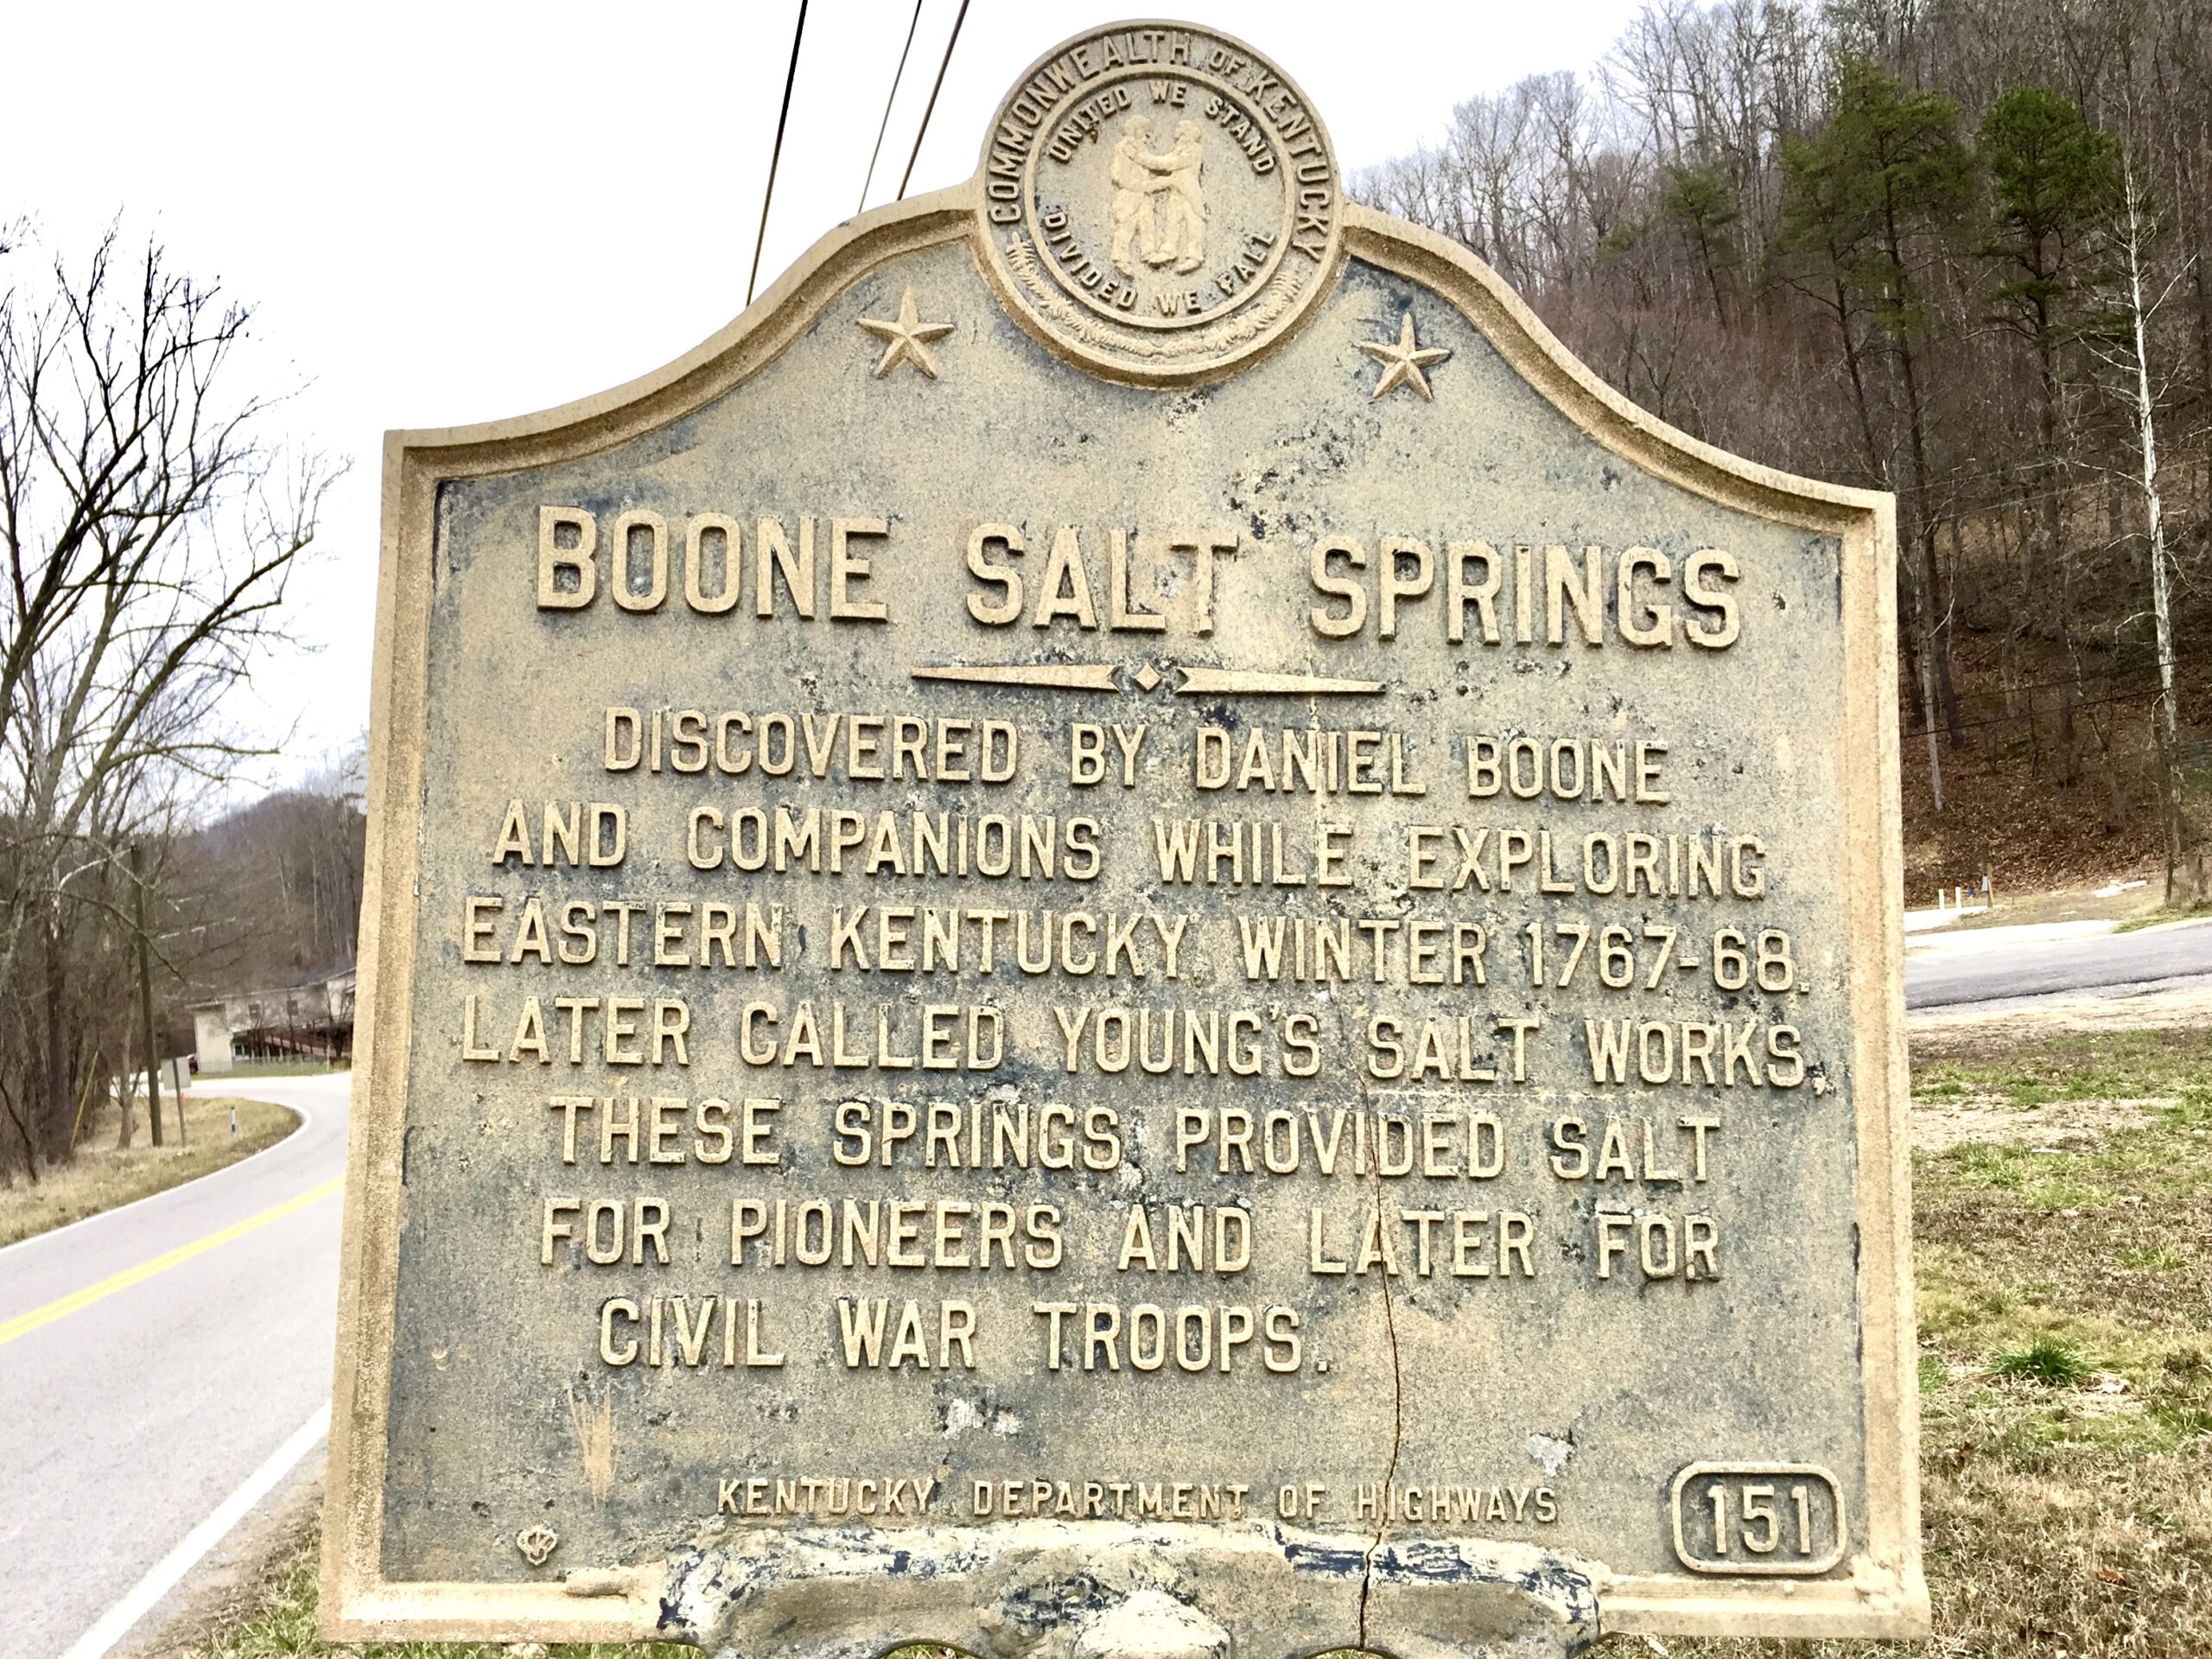 COMMONWEALTH OF KENTUCKY
UNITED WE STAND
DIVIDED WE FALL
BOONE SALT SPRINGS
DISCOVERED BY DANIEL BOONE
AND COMPANIONS WHILE EXPLORING
EASTERN KENTUCKY WINTER 1767-68.
LATER CALLED YOUNG'S SALT WORKS,
THESE SPRINGS PROVIDED SALT
FOR PIONEERS AND LATER FOR
CIVIL WAR TROOPS.
KENTUCKY DEPARTMENT OF HIGHWAYS
151